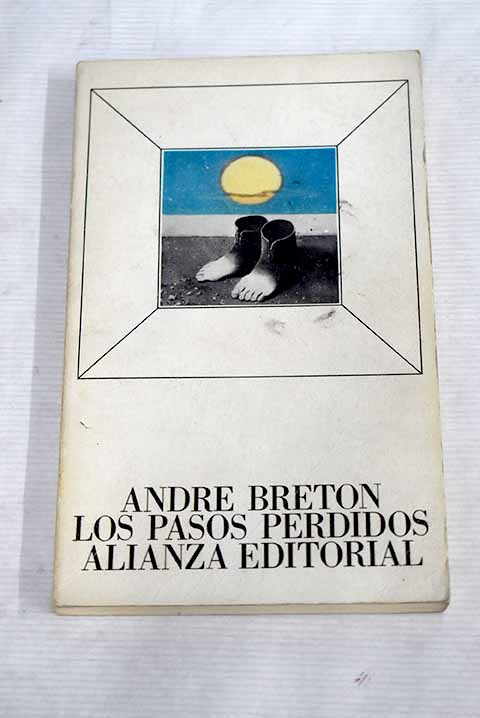 ANDRE BRETON
LOS PASOS PERDIDOS
ALIANZA EDITORIAL